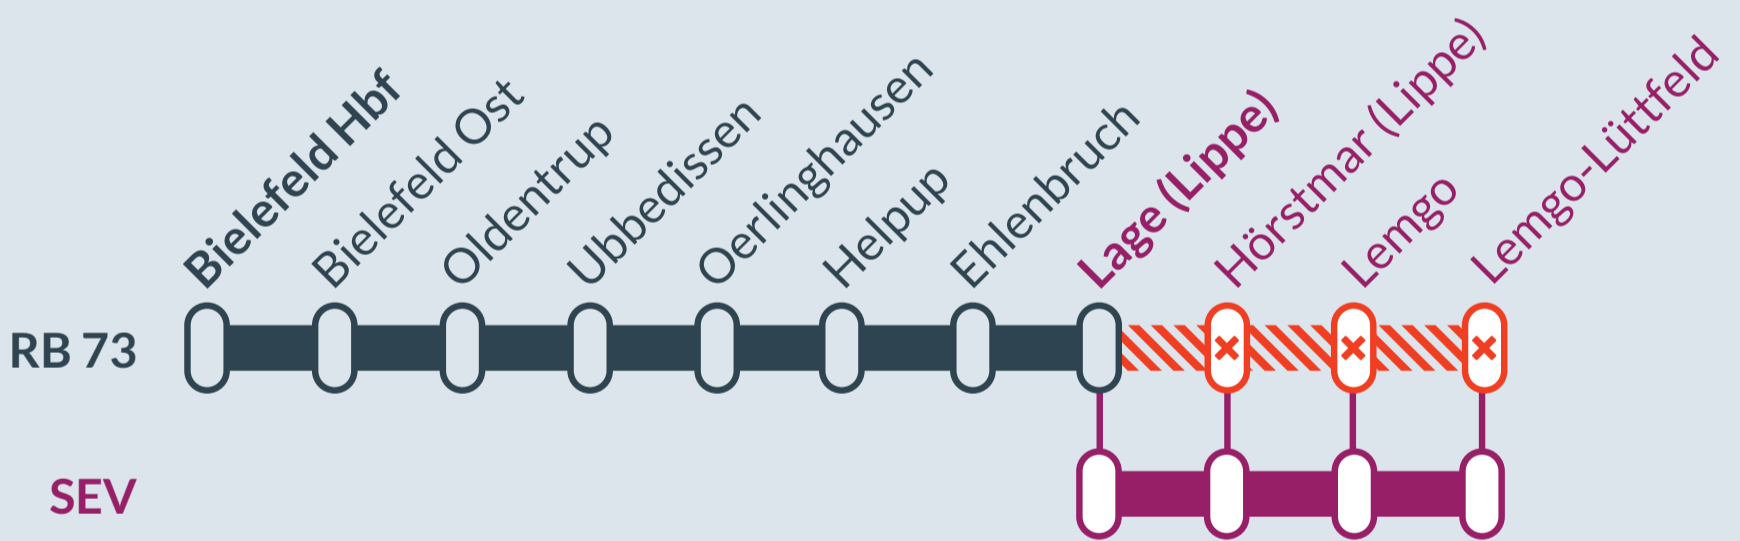 Bielefeld Hbf
Bielefeld Ost
Oldentrup
Ubbedissen
Oerlinghausen
Helpup
Ehlenbruch
Lage (Lippe)
Hörstmar (Lippe)
Lemgo
Lemgo-Lüttfeld
RB 73
SEV